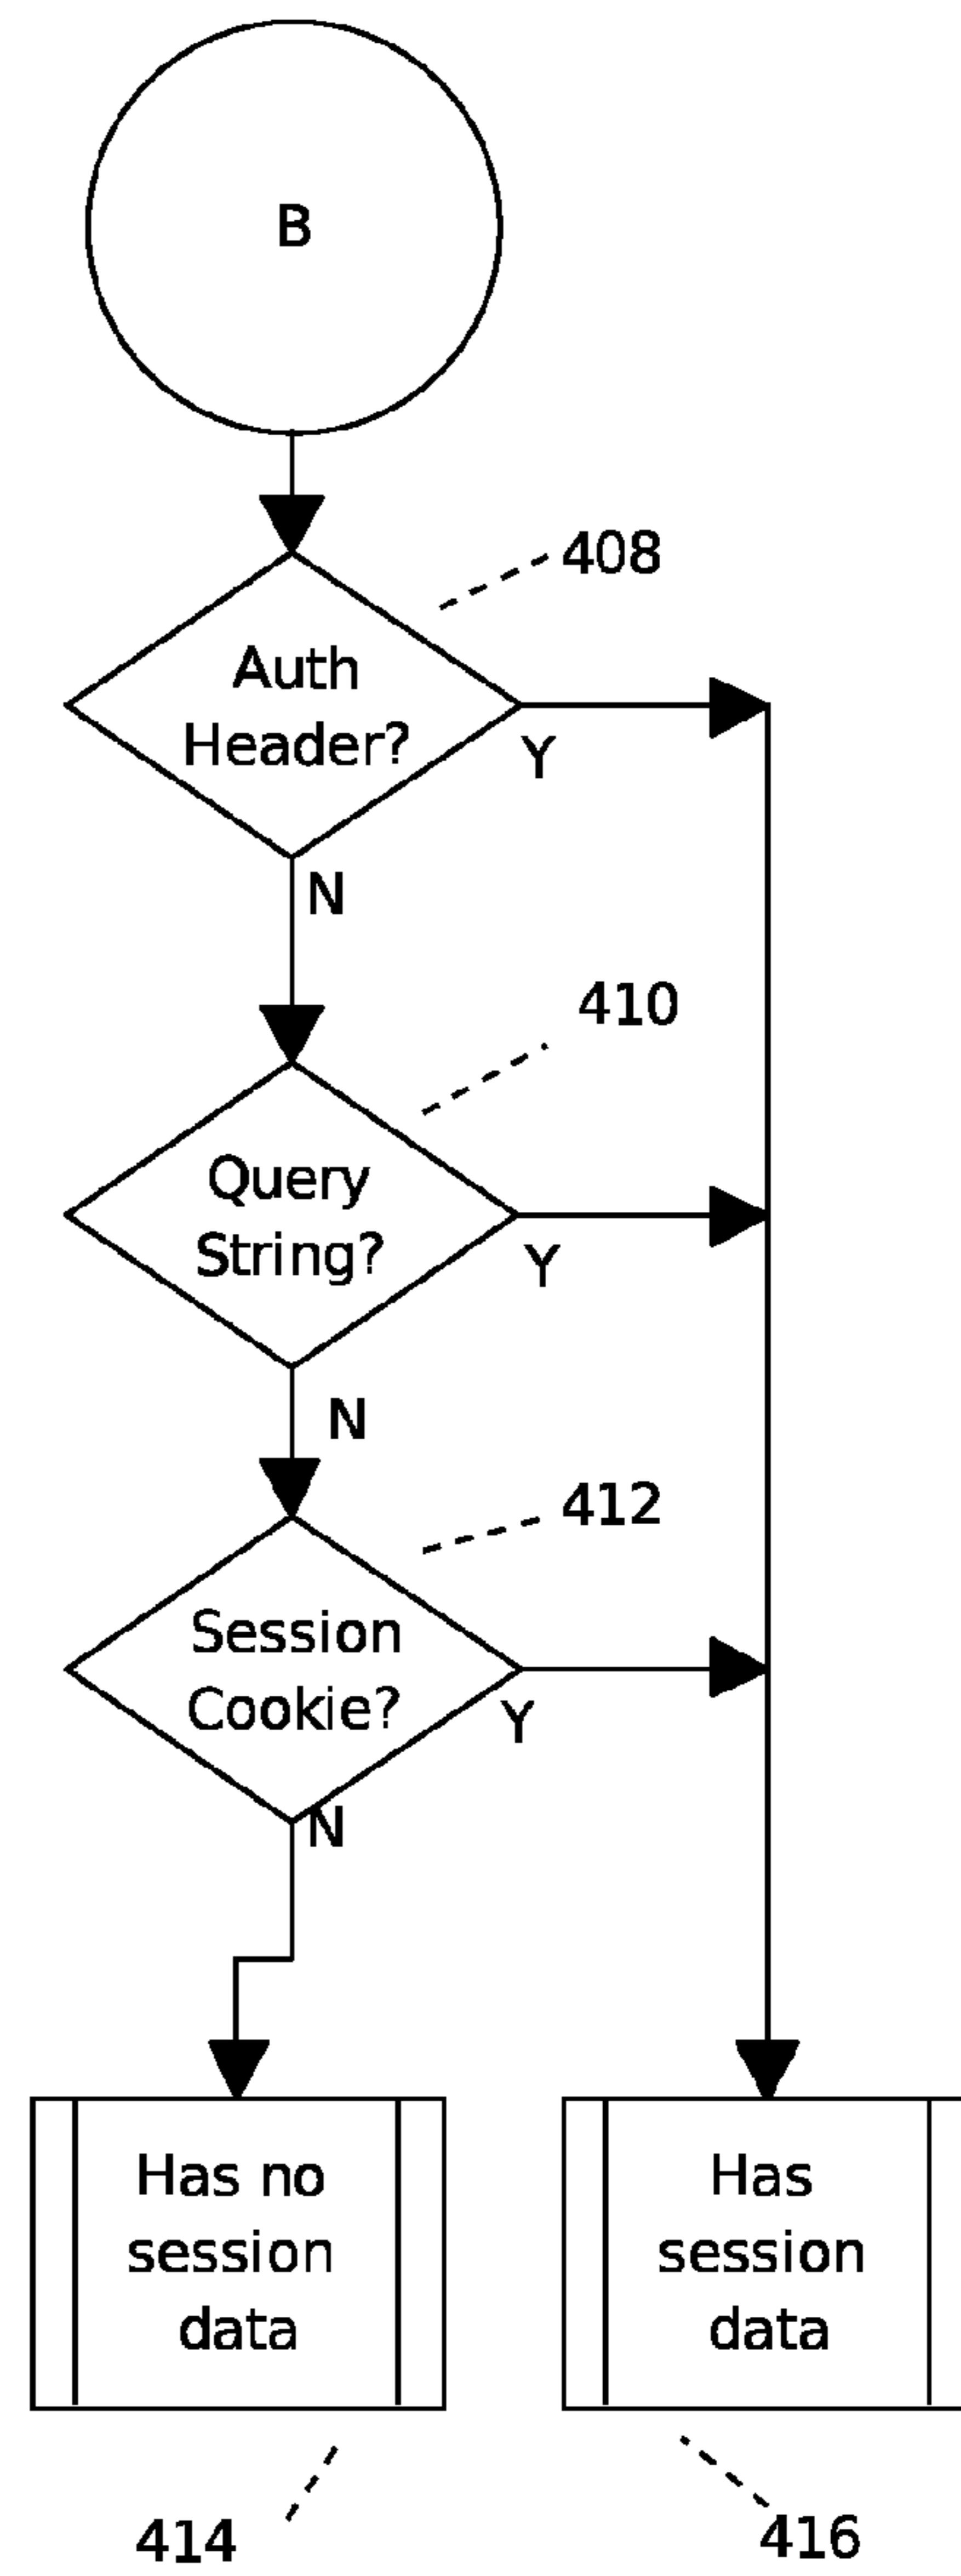 B
408
Auth
Header?
Y
N
410
Query
String?
Y
N
412
Session
Cookie?
Y
N
Has no
session
data
Has
session
data
414
416